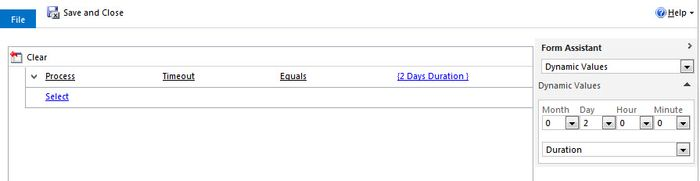 File
Save and Close
Help
Clear
Process Timeout Equals {2 Days Duration }
Select
Form Assistant
Dynamic Values
Dynamic Values
Month Day Hour Minute
0 2 0 0
Duration